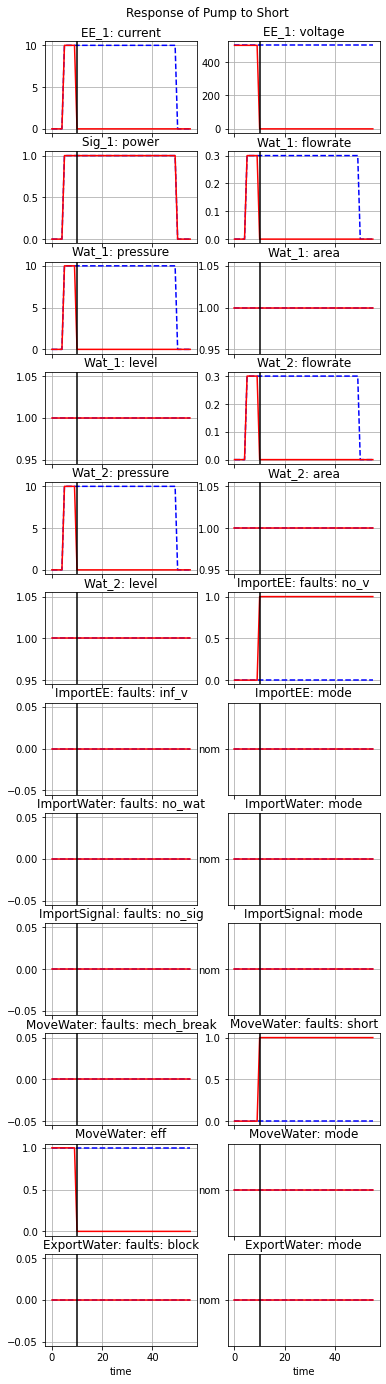 Response of Pump to Short
EE_1: current
EE_1: voltage
10
5
0
400
200
0
Sig_1: power
Wat_1: flowrate
1.0
0.5
0.0
0.3
0.2
0.1
0.0
Wat_1: pressure
Wat_1: area
10
5
0
1.05
1.00
0.95
Wat_1: level
Wat_2: flowrate
1.05
1.00
0.95
0.3
0.2
0.1
0.0
Wat_2: pressure
Wat_2: area
10
5
0
1.05
1.00
0.95
Wat_2: level
ImportEE: faults: no_v
1.05
1.00
0.95
1.0
0.5
0.0
ImportEE: faults: inf_v
ImportEE: mode
0.05
0.00
−0.05
nom
ImportWater: faults: no_wat
ImportWater: mode
0.05
0.00
−0.05
nom
ImportSignal: faults: no_sig
ImportSignal: mode
0.05
0.00
−0.05
nom
MoveWater: faults: mech_break
MoveWater: faults: short
0.05
0.00
−0.05
1.0
0.5
0.0
MoveWater: eff
MoveWater: mode
1.0
0.5
0.0
nom
ExportWater: faults: block
ExportWater: mode
0.05
0.00
−0.05
nom
0 20 40
0 20 40
time
time